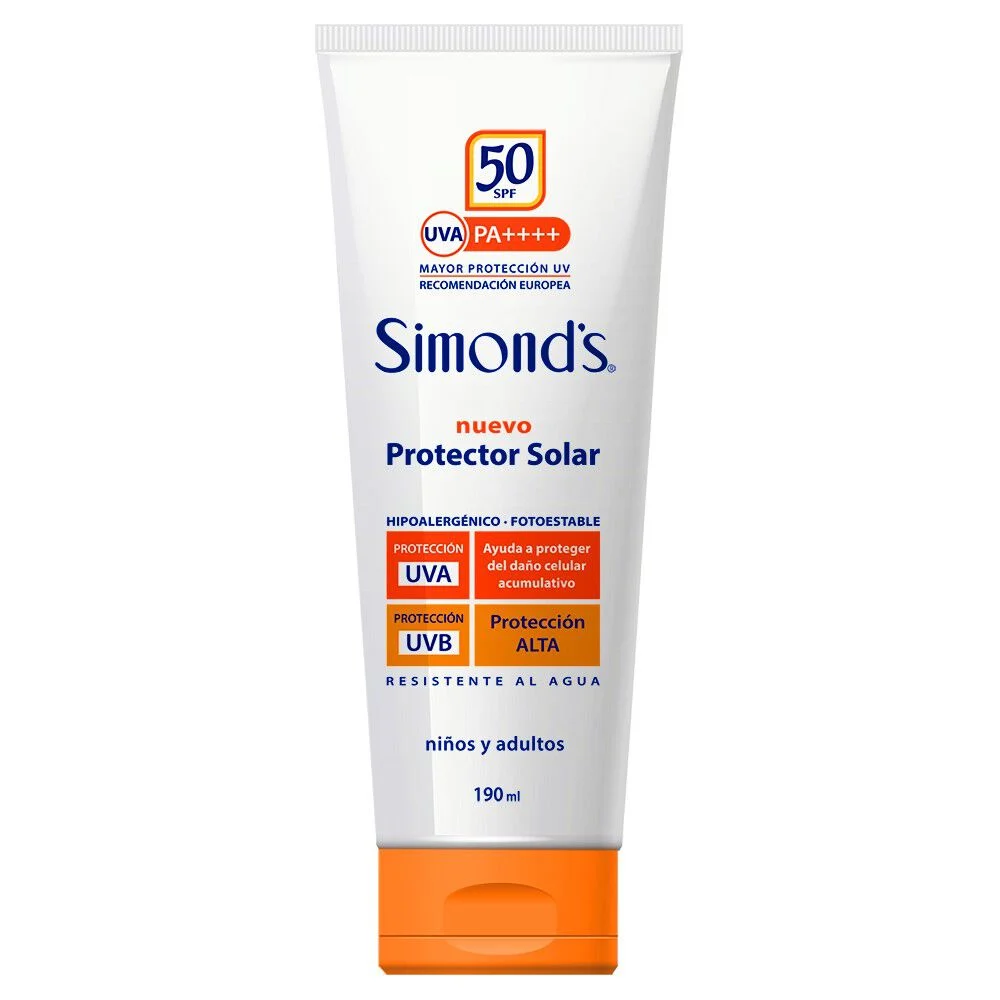 50
SPF
UVA PA++++
MAYOR PROTECCIÓN UV
RECOMENDACIÓN EUROPEA
Simond's®
nuevo
Protector Solar
HIPOALERGÉNICO · FOTOESTABLE
PROTECCIÓN
UVA
Ayuda a proteger
del daño celular
acumulativo
PROTECCIÓN
UVB
Protección
ALTA
RESISTENTE AL AGUA
niños y adultos
190 ml